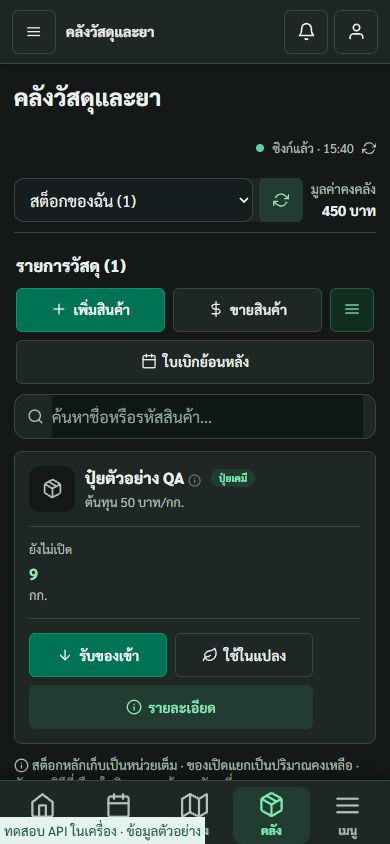 คลังวัสดุและยา
คลังวัสดุและยา
ซิงก์แล้ว · 15:40
สต็อกของฉัน (1)
มูลค่าคงคลัง
450 บาท
รายการวัสดุ (1)
เพิ่มสินค้า
ขายสินค้า
ใบเบิกย้อนหลัง
ค้นหาชื่อหรือรหัสสินค้า...
ปุ๋ยตัวอย่าง QA
ปุ๋ยเคมี
ต้นทุน 50 บาท/กก.
ยังไม่เปิด
9
กก.
รับของเข้า
ใช้ในแปลง
รายละเอียด
สต็อกหลักเก็บเป็นหน่วยเต็ม · ของเปิดแยกเป็นปริมาณคงเหลือ ·
คลัง
เมนู
ทดสอบ API ในเครื่อง · ข้อมูลตัวอย่าง